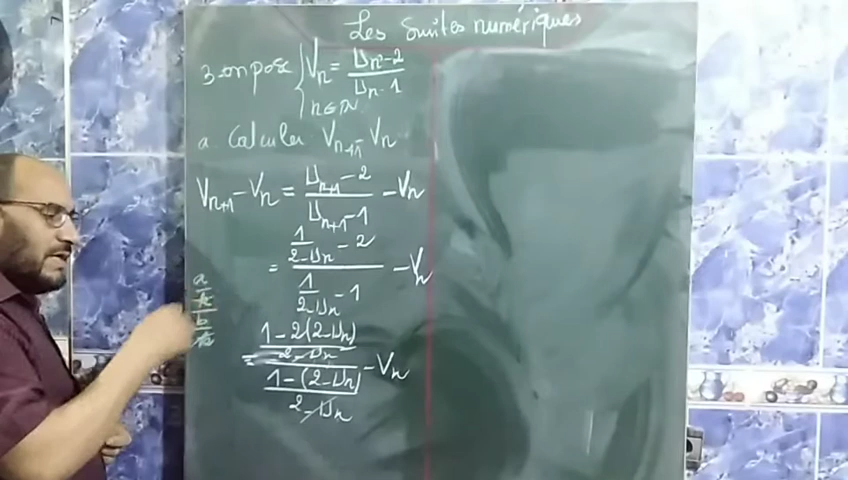 Les suites numériques
3. on pose { Vn = (Un - 2)/(Un - 1)
n ∈ ℕ
a. Calculer Vn+1 - Vn
Vn+1 - Vn = (Un+1 - 2)/(Un+1 - 1) - Vn
= (1/(2-Un) - 2)/(1/(2-Un) - 1) - Vn
= ((1 - 2(2-Un))/(2-Un))/((1 - (2-Un))/(2-Un)) - Vn